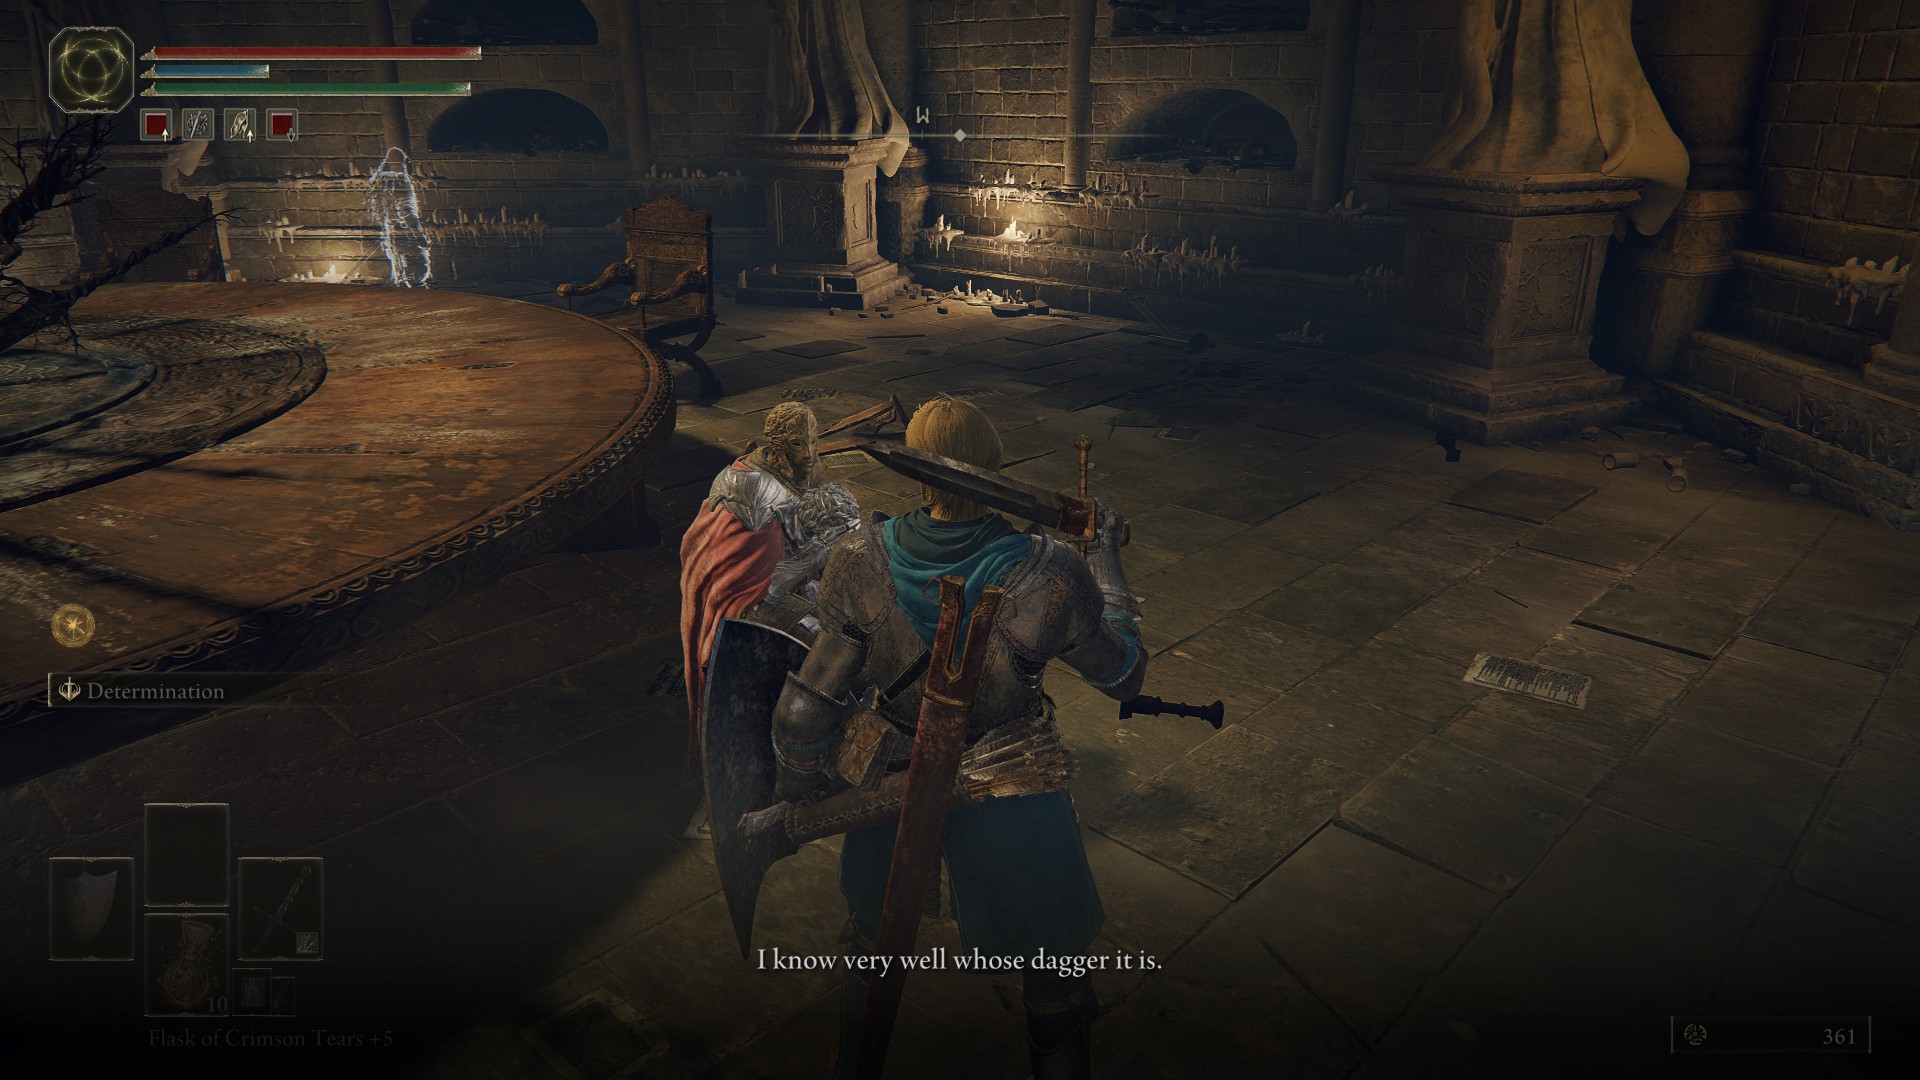 W
Determination
I know very well whose dagger it is.
10
Flask of Crimson Tears +5
361